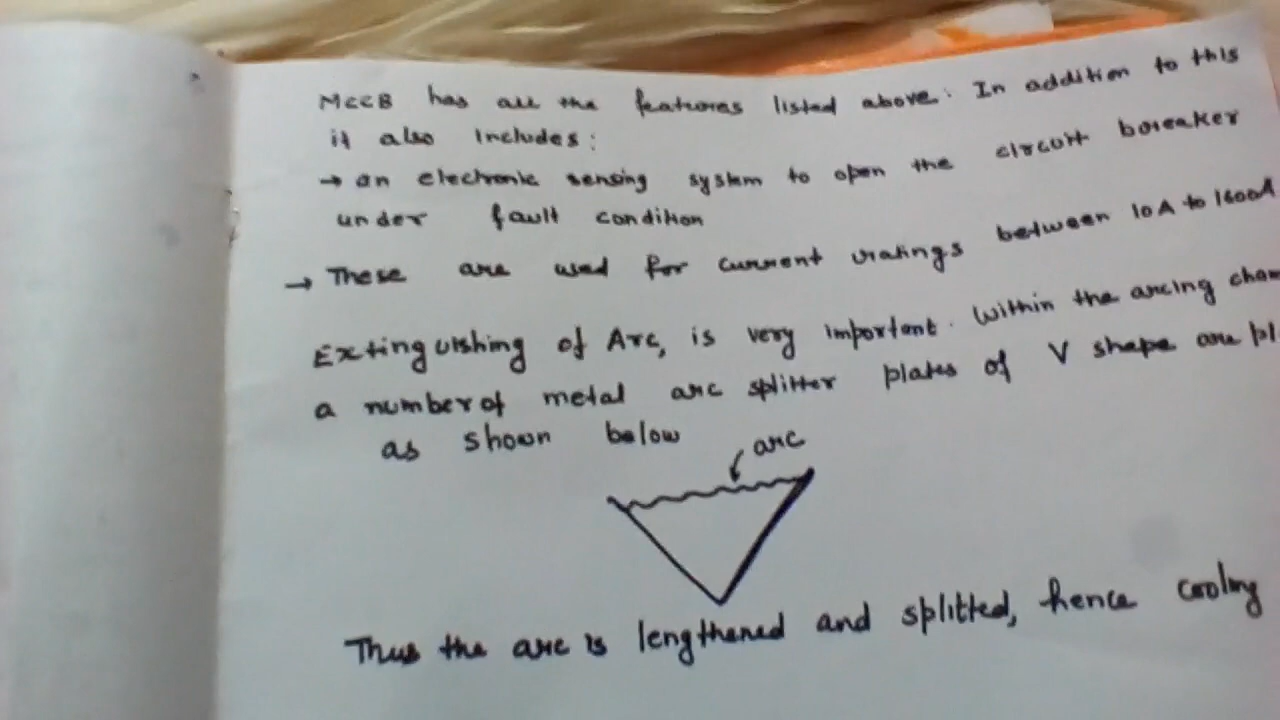 MCCB has all the features listed above. In addition to this
it also includes:
→ an electronic sensing system to open the circuit breaker
under fault condition
→ These are used for current ratings between 10A to 1600A
Extinguishing of Arc, is very important. Within the arcing cham
a number of metal arc splitter plates of V shape are pl
as shown below
arc
Thus the arc is lengthened and splitted, hence cooling